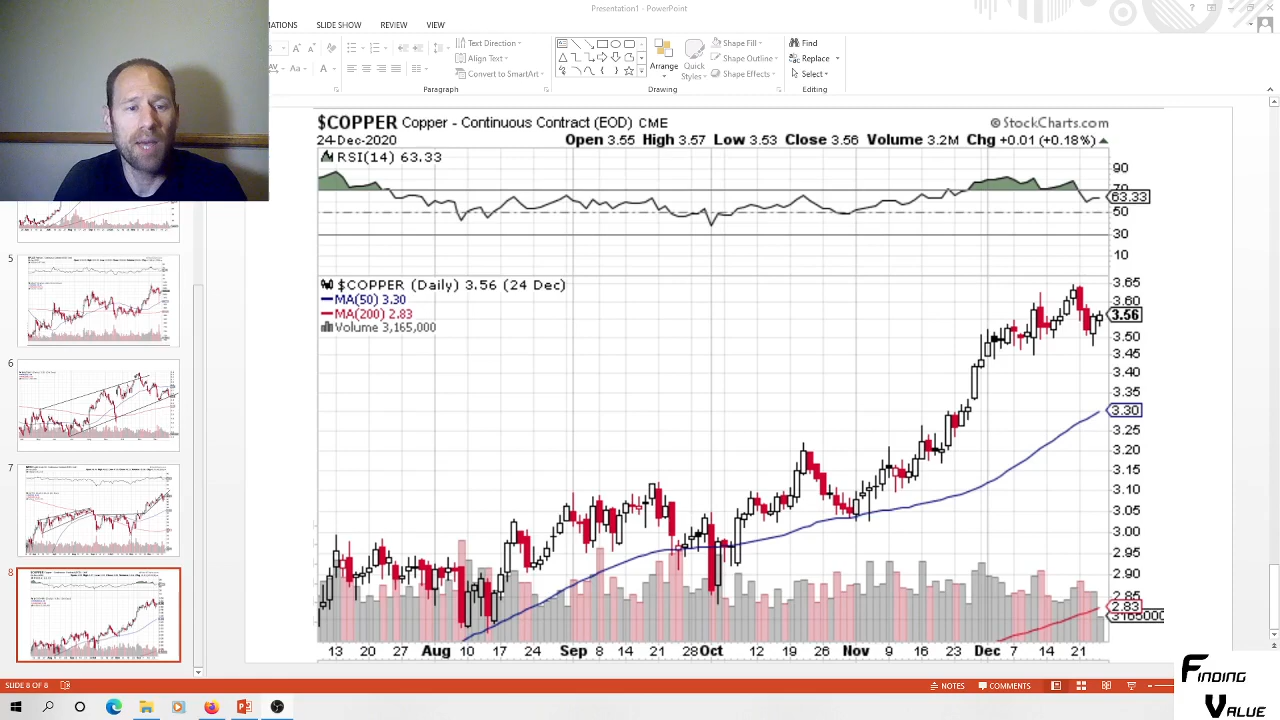 Presentation1 - PowerPoint
MATIONS SLIDE SHOW REVIEW VIEW
Text Direction
Align Text
Convert to SmartArt
Aa
Arrange
Quick
Styles
Shape Fill
Shape Outline
Shape Effects
Find
Replace
Select
Paragraph
Drawing
Editing
$COPPER Copper - Continuous Contract (EOD) CME
© StockCharts.com
24-Dec-2020
Open 3.55 High 3.57 Low 3.53 Close 3.56 Volume 3.2M Chg +0.01 (+0.18%)
RSI(14) 63.33
90
70
63.33
50
30
10
$COPPER (Daily) 3.56 (24 Dec)
MA(50) 3.30
MA(200) 2.83
Volume 3,165,000
3.65
3.60
3.56
3.50
3.45
3.40
3.35
3.30
3.25
3.20
3.15
3.10
3.05
3.00
2.95
2.90
2.85
2.83
3165000
13 20 27 Aug 10 17 24 Sep 8 14 21 28 Oct 12 19 26 Nov 9 16 23 Dec 7 14 21
5
6
7
8
SLIDE 8 OF 8
NOTES
COMMENTS
FINDING
VALUE